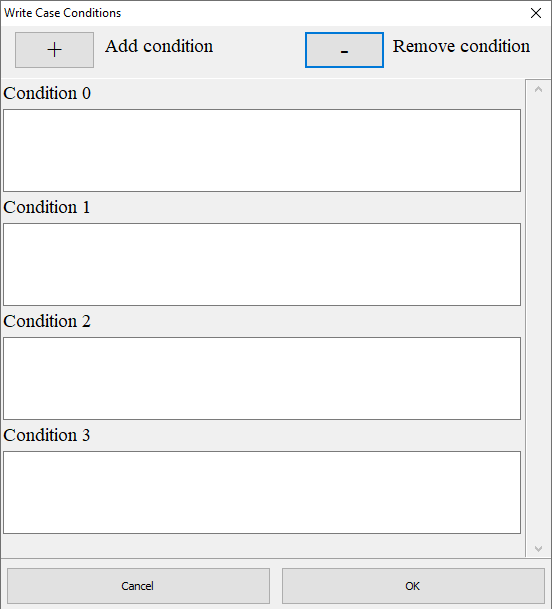 Write Case Conditions
+ Add condition - Remove condition
Condition 0
Condition 1
Condition 2
Condition 3
Cancel OK